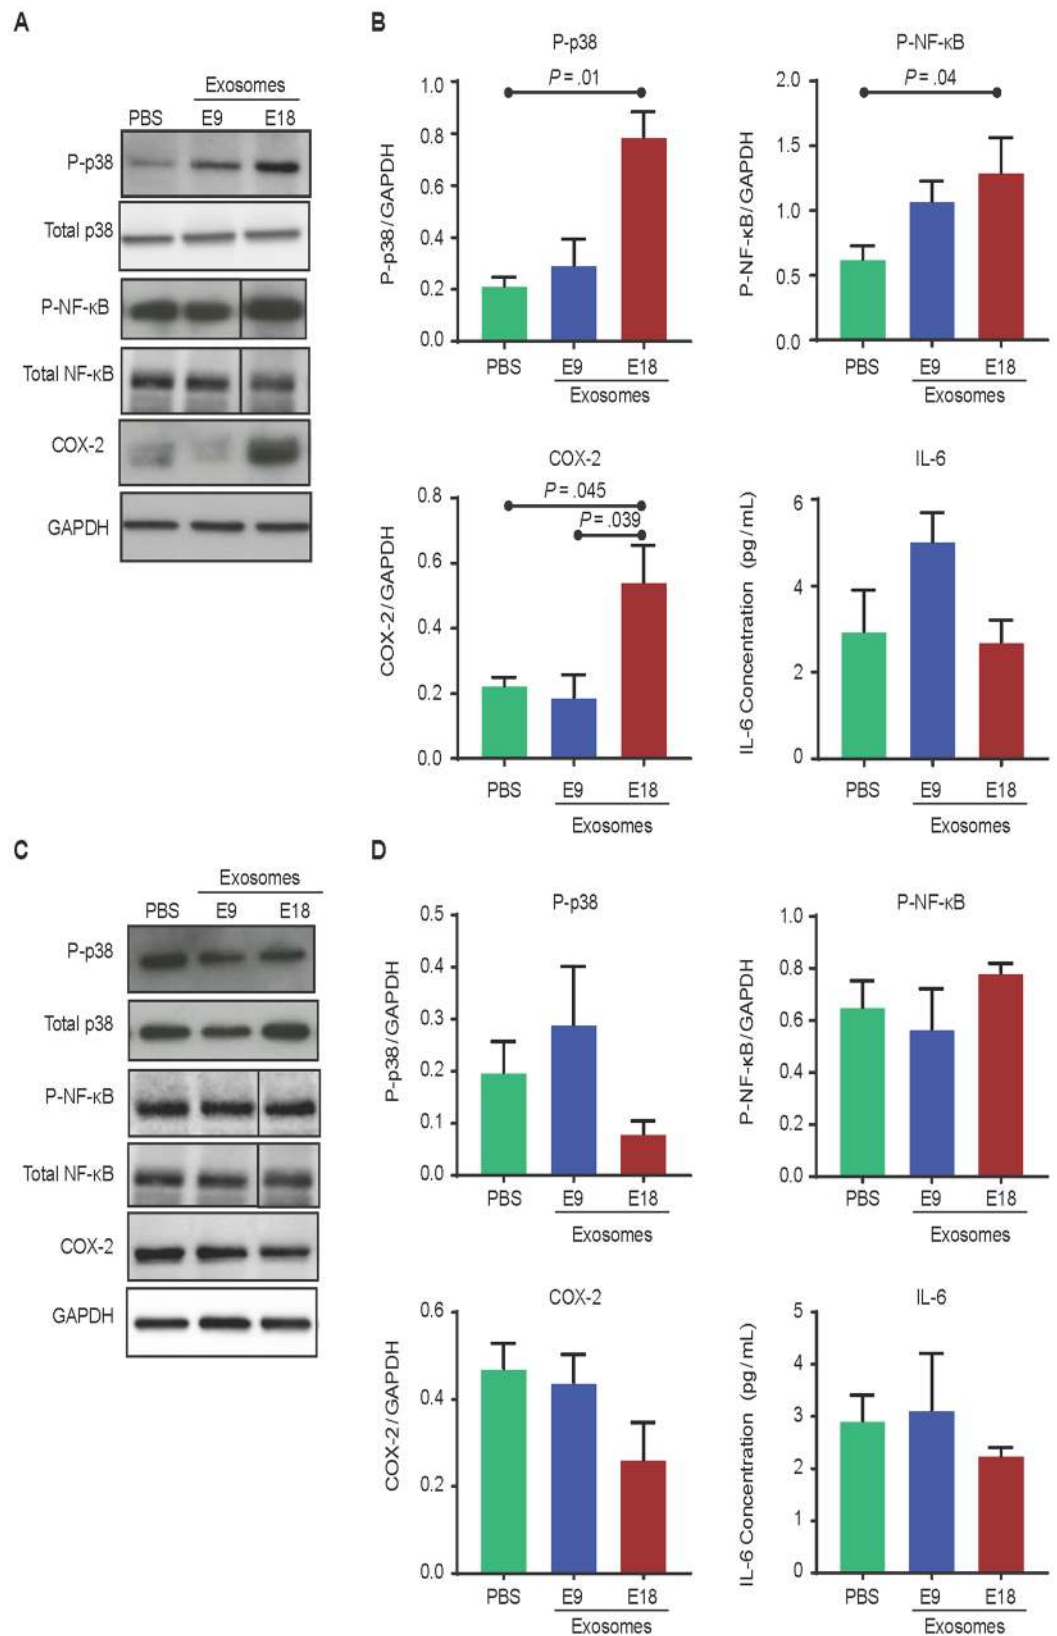 A
Exosomes
PBS E9 E18
P-p38
Total p38
P-NF-κB
Total NF-κB
COX-2
GAPDH
B
P-p38
P = .01
P-p38/GAPDH
1.0
0.8
0.6
0.4
0.2
0.0
PBS E9 E18
Exosomes
P-NF-κB
P = .04
P-NF-κB/GAPDH
2.0
1.5
1.0
0.5
0.0
PBS E9 E18
Exosomes
COX-2
P = .045
P = .039
COX-2/GAPDH
0.8
0.6
0.4
0.2
0.0
PBS E9 E18
Exosomes
IL-6
IL-6 Concentration (pg/mL)
6
4
2
0
PBS E9 E18
Exosomes
C
Exosomes
PBS E9 E18
P-p38
Total p38
P-NF-κB
Total NF-κB
COX-2
GAPDH
D
P-p38
P-p38/GAPDH
0.5
0.4
0.3
0.2
0.1
0.0
PBS E9 E18
Exosomes
P-NF-κB
P-NF-κB/GAPDH
1.0
0.8
0.6
0.4
0.2
0.0
PBS E9 E18
Exosomes
COX-2
COX-2/GAPDH
0.6
0.4
0.2
0.0
PBS E9 E18
Exosomes
IL-6
IL-6 Concentration (pg/mL)
5
4
3
2
1
0
PBS E9 E18
Exosomes